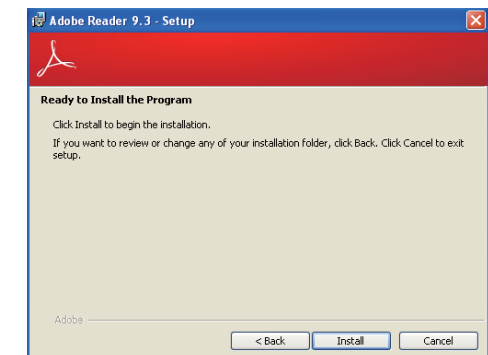 Adobe Reader 9.3 - Setup
Ready to Install the Program
Click Install to begin the installation.
If you want to review or change any of your installation folder, click Back. Click Cancel to exit
setup.
Adobe
< Back Install Cancel